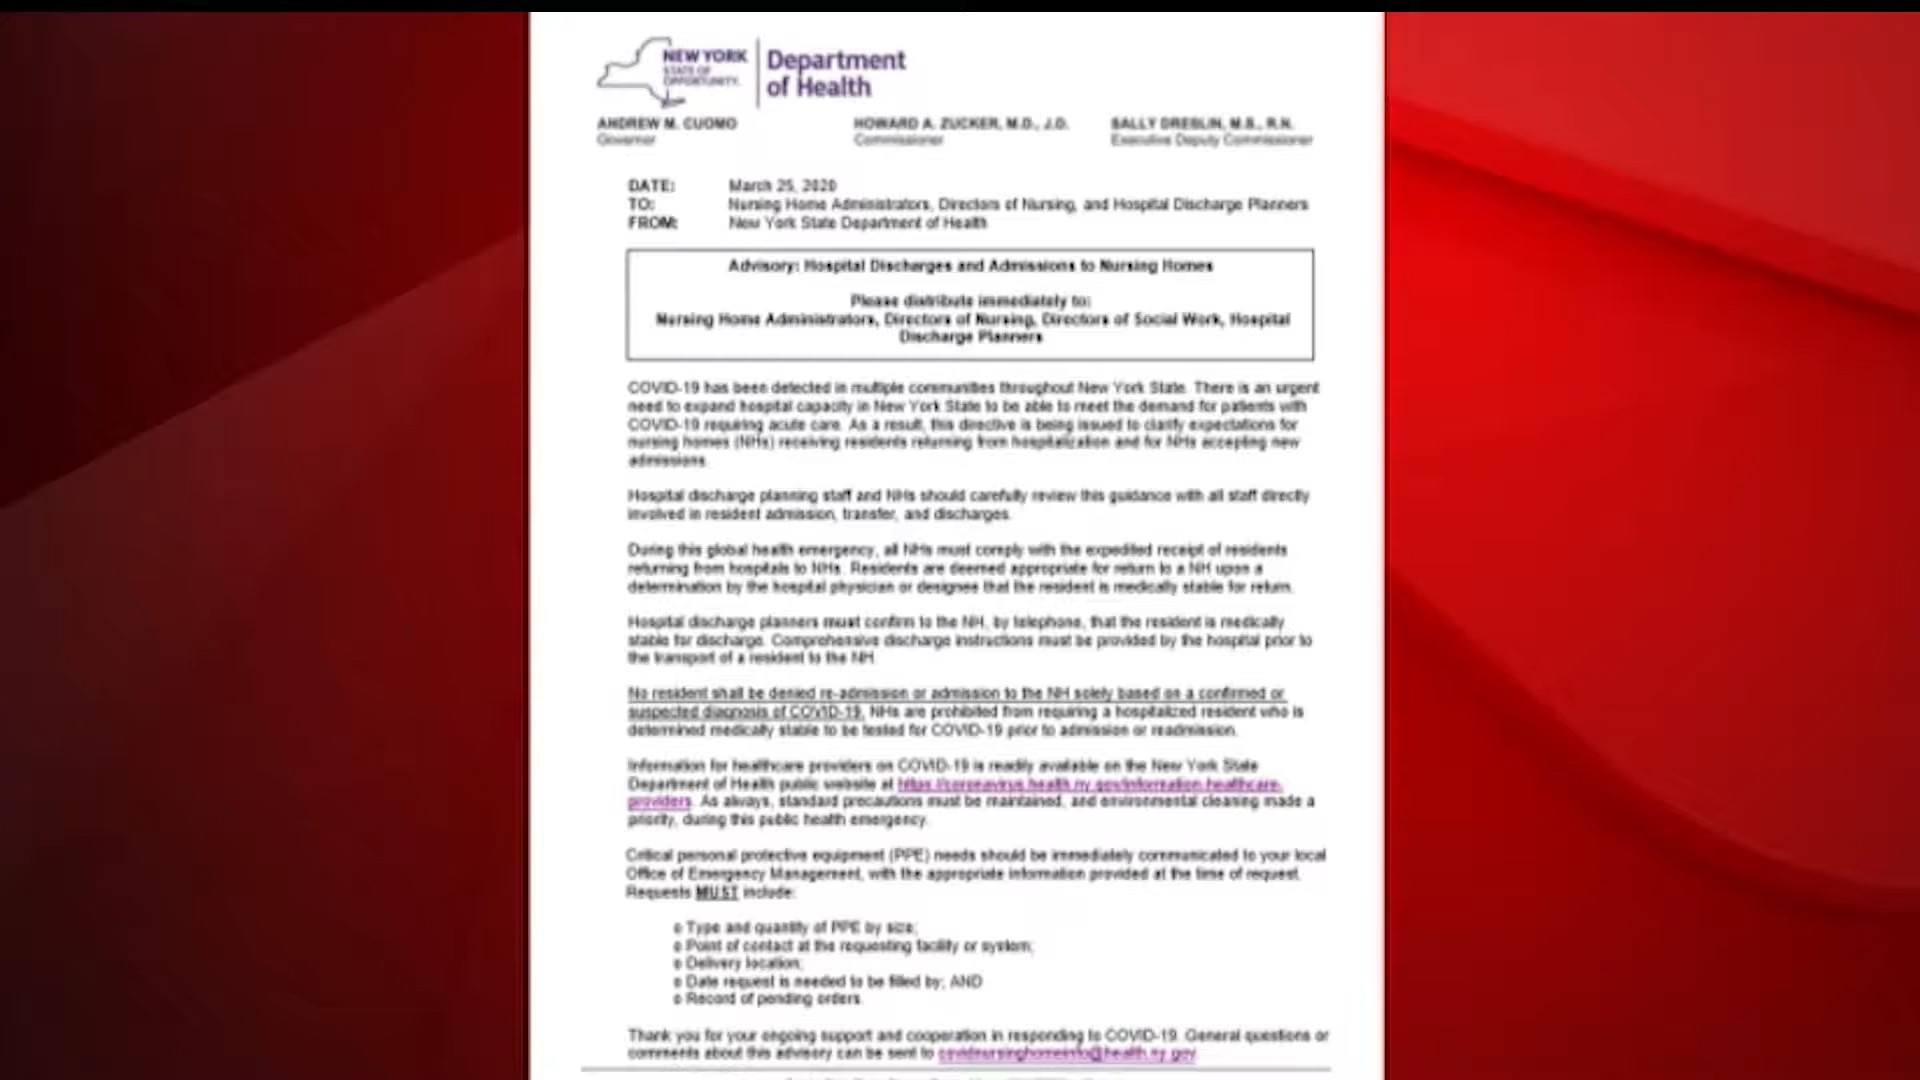 NEW YORK
STATE OF
OPPORTUNITY.
Department
of Health
ANDREW M. CUOMO
Governor
HOWARD A. ZUCKER, M.D., J.D.
Commissioner
SALLY DRESLIN, M.S., R.N.
Executive Deputy Commissioner
DATE: March 25, 2020
TO: Nursing Home Administrators, Directors of Nursing, and Hospital Discharge Planners
FROM: New York State Department of Health
Advisory: Hospital Discharges and Admissions to Nursing Homes
Please distribute immediately to:
Nursing Home Administrators, Directors of Nursing, Directors of Social Work, Hospital
Discharge Planners
COVID-19 has been detected in multiple communities throughout New York State. There is an urgent
need to expand hospital capacity in New York State to be able to meet the demand for patients with
COVID-19 requiring acute care. As a result, this directive is being issued to clarify expectations for
nursing homes (NHs) receiving residents returning from hospitalization and for NHs accepting new
admissions.
Hospital discharge planning staff and NHs should carefully review this guidance with all staff directly
involved in resident admission, transfer, and discharges.
During this global health emergency, all NHs must comply with the expedited receipt of residents
returning from hospitals to NHs. Residents are deemed appropriate for return to a NH upon a
determination by the hospital physician or designee that the resident is medically stable for return.
Hospital discharge planners must confirm to the NH, by telephone, that the resident is medically
stable for discharge. Comprehensive discharge instructions must be provided by the hospital prior to
the transport of a resident to the NH.
No resident shall be denied re-admission or admission to the NH solely based on a confirmed or
suspected diagnosis of COVID-19. NHs are prohibited from requiring a hospitalized resident who is
determined medically stable to be tested for COVID-19 prior to admission or readmission.
Information for healthcare providers on COVID-19 is readily available on the New York State
Department of Health public website at https://coronavirus.health.ny.gov/information-healthcare-
providers. As always, standard precautions must be maintained, and environmental cleaning made a
priority, during this public health emergency.
Critical personal protective equipment (PPE) needs should be immediately communicated to your local
Office of Emergency Management, with the appropriate information provided at the time of request.
Requests MUST include:
o Type and quantity of PPE by size;
o Point of contact at the requesting facility or system;
o Delivery location;
o Date request is needed to be filled by; AND
o Record of pending orders.
Thank you for your ongoing support and cooperation in responding to COVID-19. General questions or
comments about this advisory can be sent to covidnursinghomeinfo@health.ny.gov.